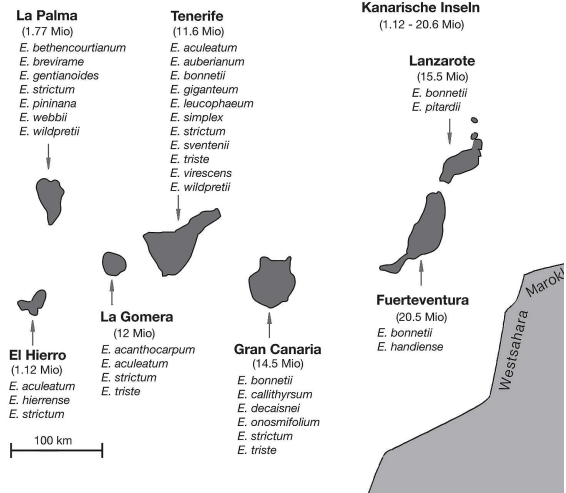 Kanarische Inseln
(1.12 - 20.6 Mio)
La Palma
(1.77 Mio)
E. bethencourtianum
E. brevirame
E. gentianoides
E. strictum
E. pininana
E. webbii
E. wildpretii
Tenerife
(11.6 Mio)
E. aculeatum
E. auberianum
E. bonnetii
E. giganteum
E. leucophaeum
E. simplex
E. strictum
E. sventenii
E. triste
E. virescens
E. wildpretii
Lanzarote
(15.5 Mio)
E. bonnetii
E. pitardii
El Hierro
(1.12 Mio)
E. aculeatum
E. hierrense
E. strictum
La Gomera
(12 Mio)
E. acanthocarpum
E. aculeatum
E. strictum
E. triste
Gran Canaria
(14.5 Mio)
E. bonnetii
E. callithyrsum
E. decaisnei
E. onosmifolium
E. strictum
E. triste
Fuerteventura
(20.5 Mio)
E. bonnetii
E. handiense
Westsahara
Marokk
100 km